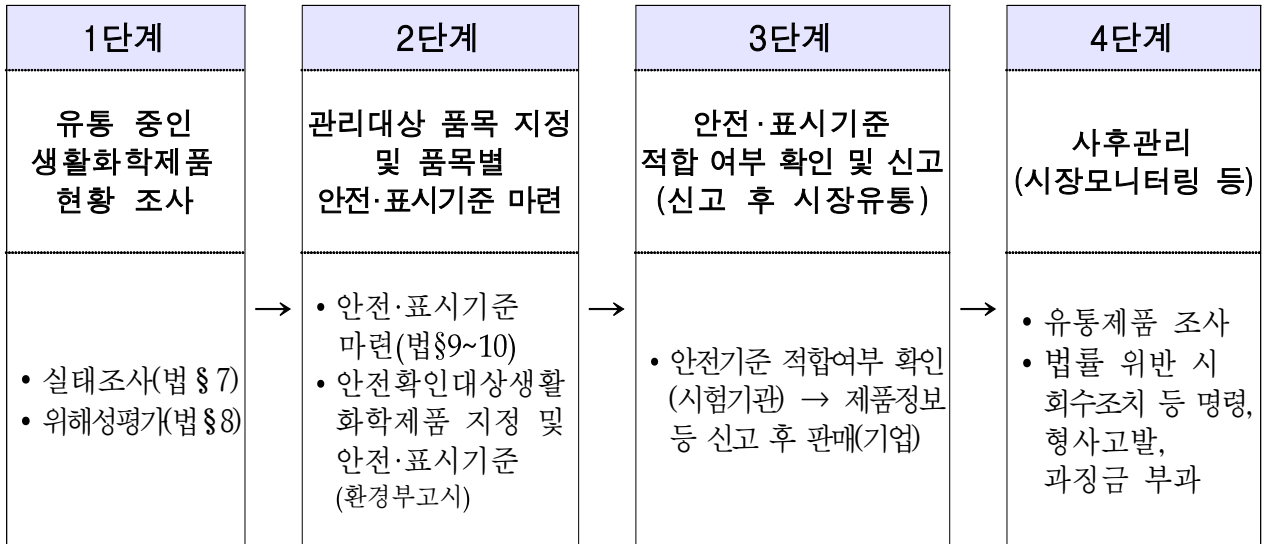 1단계
유통 중인
생활화학제품
현황 조사
• 실태조사(법§7)
• 위해성평가(법§8)
→
2단계
관리대상 품목 지정
및 품목별
안전·표시기준 마련
• 안전·표시기준
마련(법§9~10)
• 안전확인대상생활
화학제품 지정 및
안전·표시기준
(환경부고시)
→
3단계
안전·표시기준
적합 여부 확인 및 신고
(신고 후 시장유통)
• 안전기준 적합여부 확인
(시험기관) → 제품정보
등 신고 후 판매(기업)
→
4단계
사후관리
(시장모니터링 등)
• 유통제품 조사
• 법률 위반 시
회수조치 등 명령,
형사고발,
과징금 부과